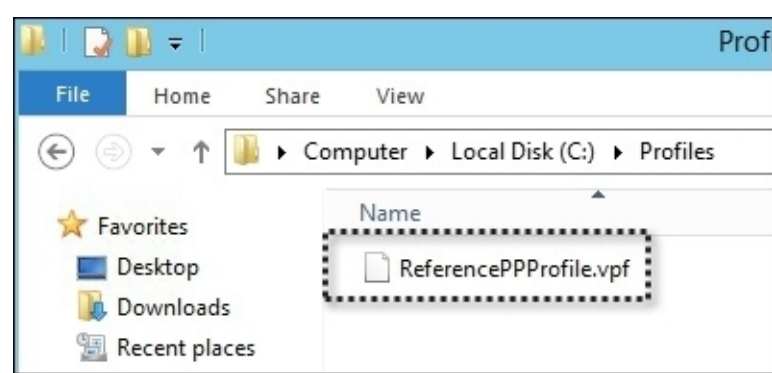 Prof
File Home Share View
Computer Local Disk (C:) Profiles
Name
Favorites
ReferencePPProfile.vpf
Desktop
Downloads
Recent places